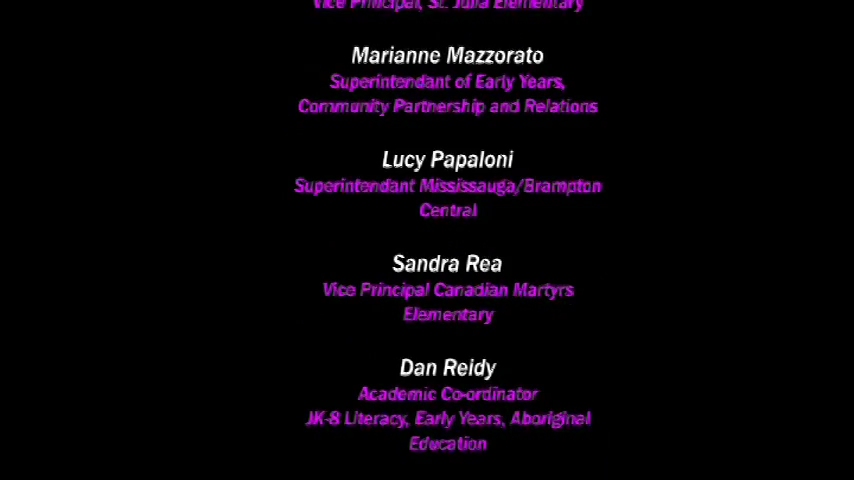 Vice Principal, St. Julia Elementary
Marianne Mazzorato
Superintendant of Early Years,
Community Partnership and Relations
Lucy Papaloni
Superintendant Mississauga/Brampton
Central
Sandra Rea
Vice Principal Canadian Martyrs
Elementary
Dan Reidy
Academic Co-ordinator
JK-8 Literacy, Early Years, Aboriginal
Education